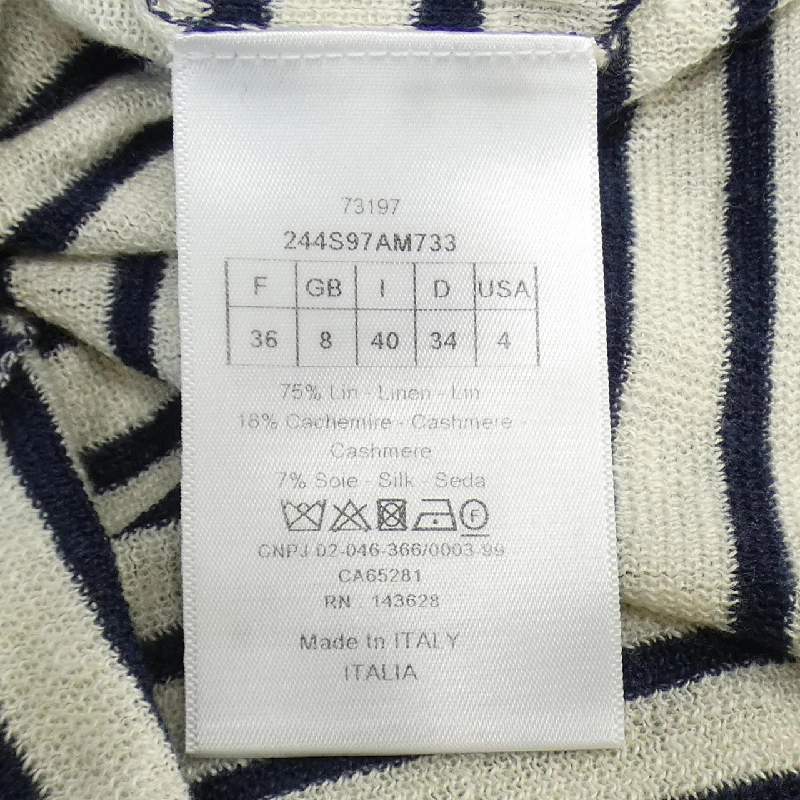 73197
244S97AM733
F GB I D USA
36 8 40 34 4
75% Lin - Linen - Lin
18% Cachemire - Cashmere -
Cashmere
7% Soie - Silk - Seda
F
CNPJ 02-046-366/0003-99
CA65281
RN 143628
Made In ITALY
ITALIA